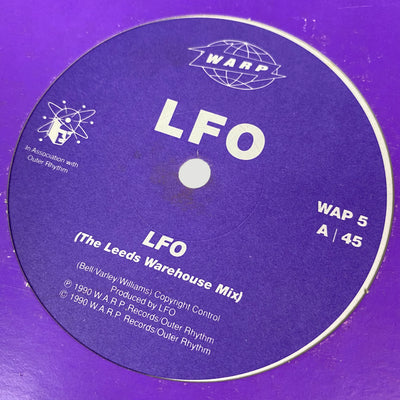 WARP
LFO
In Association with
Outer Rhythm
WAP 5
A | 45
LFO
(The Leeds Warehouse Mix)
(Bell/Varley/Williams) Copyright Control
Produced by LFO
℗ 1990 W.A.R.P. Records/Outer Rhythm
© 1990 W.A.R.P. Records/Outer Rhythm